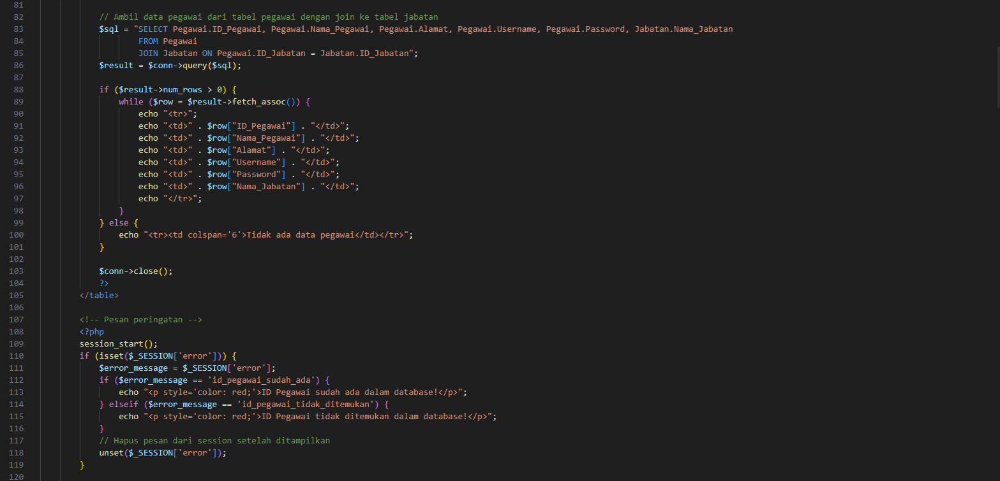 81
82 // Ambil data pegawai dari tabel pegawai dengan join ke tabel jabatan
83 $sql = "SELECT Pegawai.ID_Pegawai, Pegawai.Nama_Pegawai, Pegawai.Alamat, Pegawai.Username, Pegawai.Password, Jabatan.Nama_Jabatan
84 FROM Pegawai
85 JOIN Jabatan ON Pegawai.ID_Jabatan = Jabatan.ID_Jabatan";
86 $result = $conn->query($sql);
87
88 if ($result->num_rows > 0) {
89 while ($row = $result->fetch_assoc()) {
90 echo "<tr>";
91 echo "<td>" . $row["ID_Pegawai"] . "</td>";
92 echo "<td>" . $row["Nama_Pegawai"] . "</td>";
93 echo "<td>" . $row["Alamat"] . "</td>";
94 echo "<td>" . $row["Username"] . "</td>";
95 echo "<td>" . $row["Password"] . "</td>";
96 echo "<td>" . $row["Nama_Jabatan"] . "</td>";
97 echo "</tr>";
98 }
99 } else {
100 echo "<tr><td colspan='6'>Tidak ada data pegawai</td></tr>";
101 }
102
103 $conn->close();
104 ?>
105 </table>
106
107 <!-- Pesan peringatan -->
108 <?php
109 session_start();
110 if (isset($_SESSION['error'])) {
111 $error_message = $_SESSION['error'];
112 if ($error_message == 'id_pegawai_sudah_ada') {
113 echo "<p style='color: red;'>ID Pegawai sudah ada dalam database!</p>";
114 } elseif ($error_message == 'id_pegawai_tidak_ditemukan') {
115 echo "<p style='color: red;'>ID Pegawai tidak ditemukan dalam database!</p>";
116 }
117 // Hapus pesan dari session setelah ditampilkan
118 unset($_SESSION['error']);
119 }
120